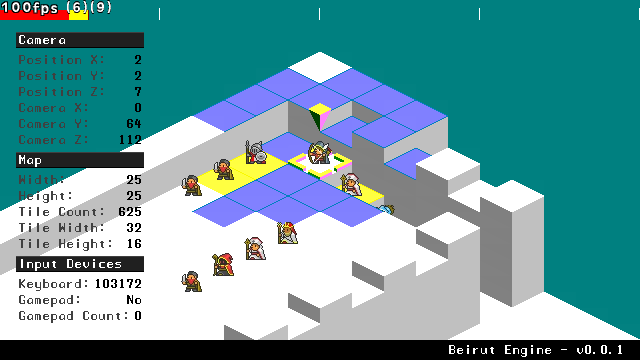 100fps (6)(9)
Camera
Position X: 2
Position Y: 2
Position Z: 7
Camera X: 0
Camera Y: 64
Camera Z: 112
Map
Width: 25
Height: 25
Tile Count: 625
Tile Width: 32
Tile Height: 16
Input Devices
Keyboard: 103172
Gamepad: No
Gamepad Count: 0
Beirut Engine - v0.0.1